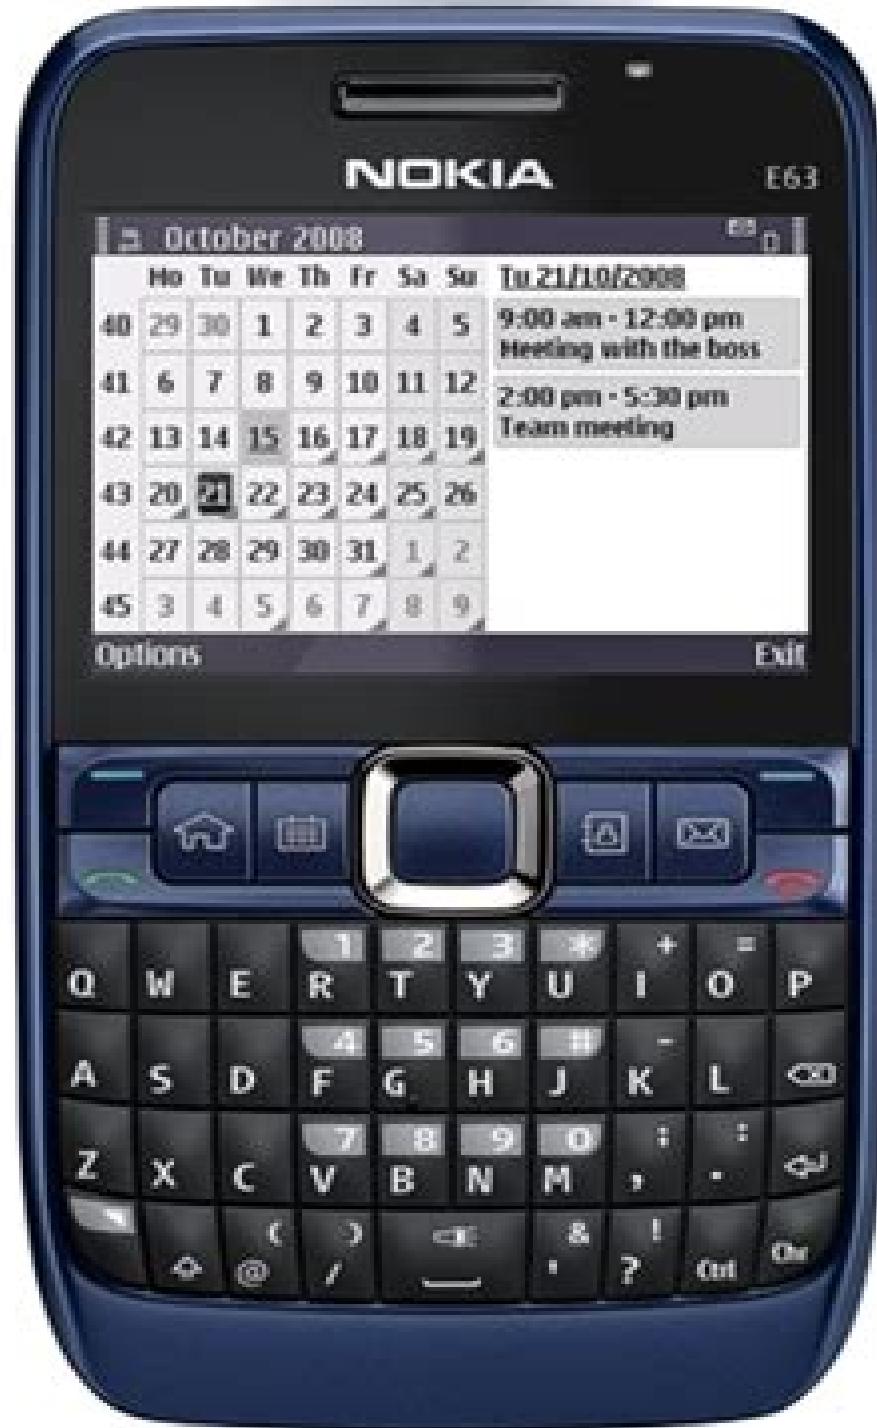 NOKIA
E63
October 2008
Mo Tu We Th Fr Sa Su
40 29 30 1 2 3 4 5
41 6 7 8 9 10 11 12
42 13 14 15 16 17 18 19
43 20 21 22 23 24 25 26
44 27 28 29 30 31 1 2
45 3 4 5 6 7 8 9
Tu 21/10/2008
9:00 am - 12:00 pm
Meeting with the boss
2:00 pm - 5:30 pm
Team meeting
Options Exit
1 2 3 * + =
Q W E R T Y U I O P
4 5 6 # -
A S D F G H J K L
7 8 9 0 ; :
Z X C V B N M , .
( ) & !
@ / ' ? Ctrl Chr